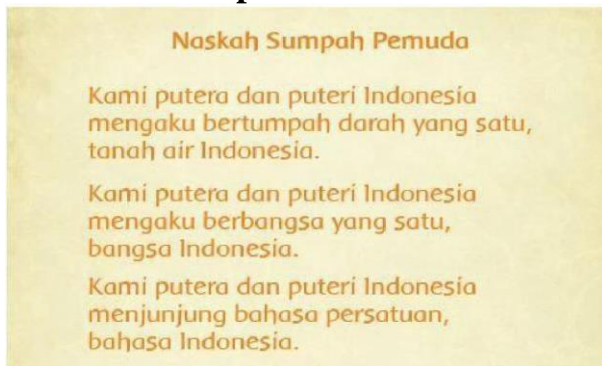 Naskah Sumpah Pemuda
Kami putera dan puteri Indonesia
mengaku bertumpah darah yang satu,
tanah air Indonesia.
Kami putera dan puteri Indonesia
mengaku berbangsa yang satu,
bangsa Indonesia.
Kami putera dan puteri Indonesia
menjunjung bahasa persatuan,
bahasa Indonesia.